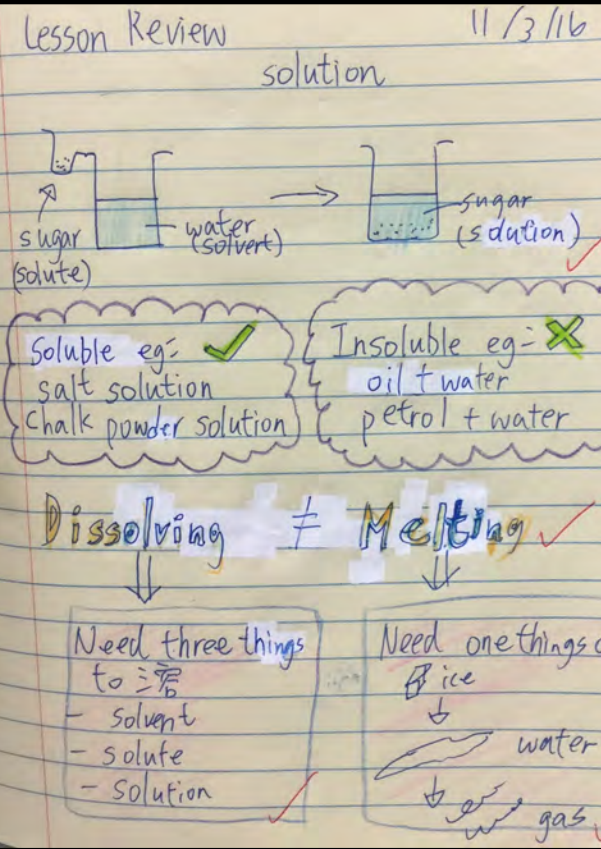 Lesson Review 11/3/16
solution
sugar
(solute)
water
(solvert)
sugar
(solution)
Soluble eg:
salt solution
Chalk powder solution
Insoluble eg:
oil + water
petrol + water
Dissolving ≠ Melting
Need three things
to
- Solvent
- solute
- Solution
Need one things
ice
water
gas